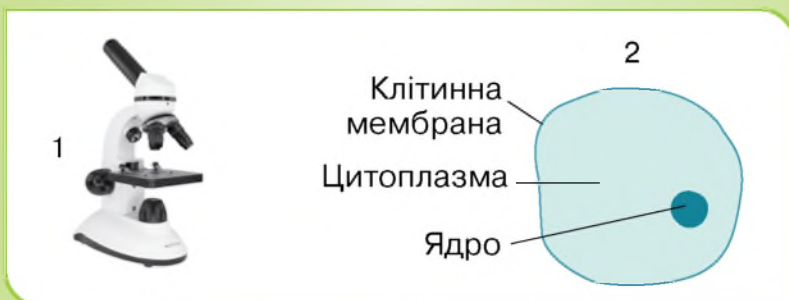 1
2
Клітинна
мембрана
Цитоплазма
Ядро